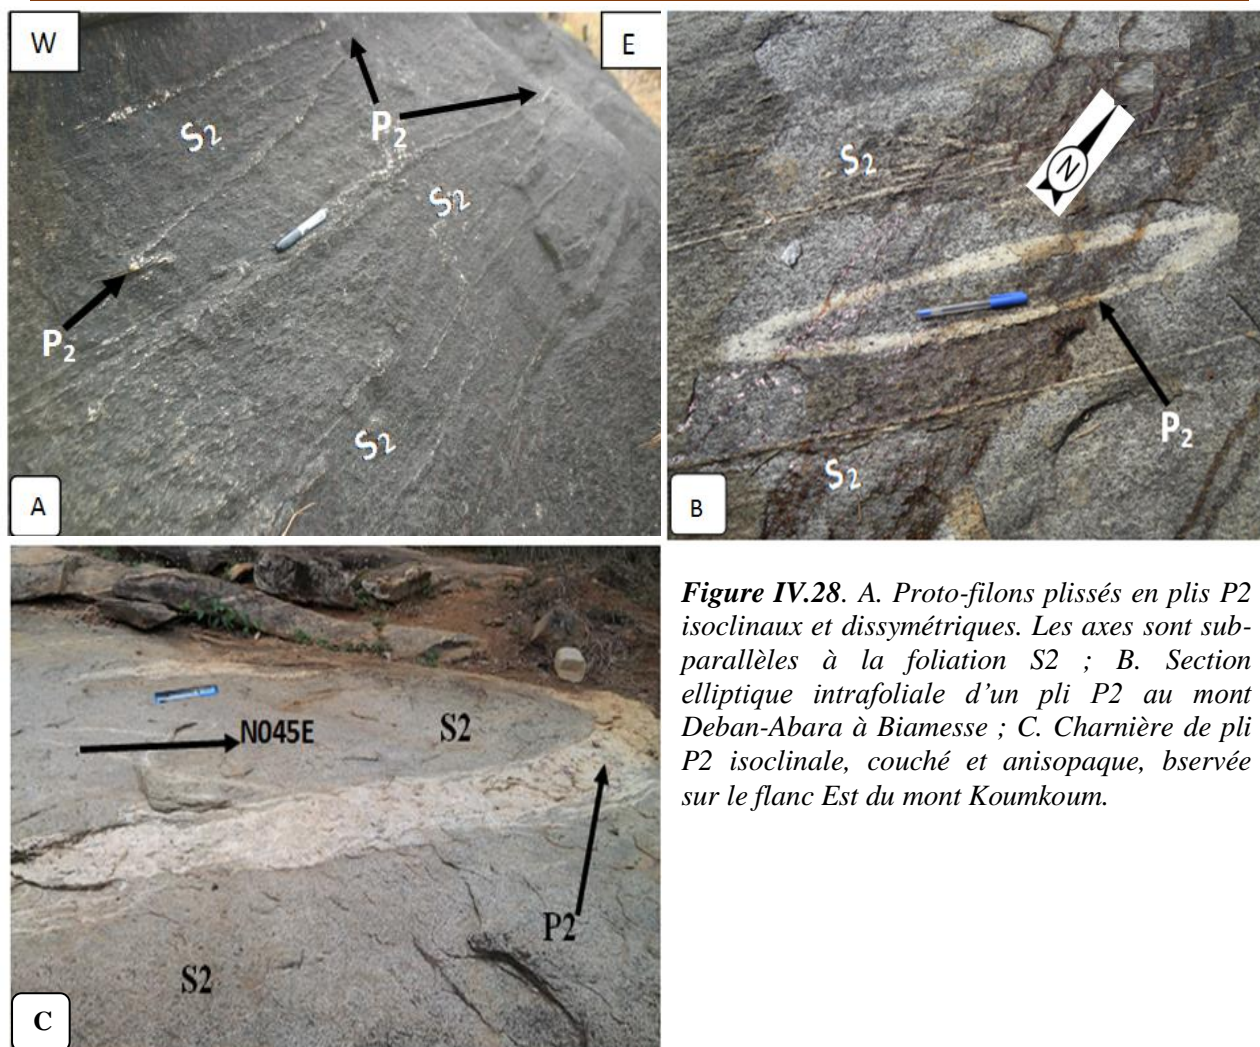 W
E
P2
S2
S2
P2
S2
A
S2
N
P2
S2
B
N045E
S2
P2
S2
C
Figure IV.28. A. Proto-filons plissés en plis P2
isoclinaux et dissymétriques. Les axes sont sub-
parallèles à la foliation S2 ; B. Section
elliptique intrafoliale d’un pli P2 au mont
Deban-Abara à Biamesse ; C. Charnière de pli
P2 isoclinale, couché et anisopaque, bservée
sur le flanc Est du mont Koumkoum.